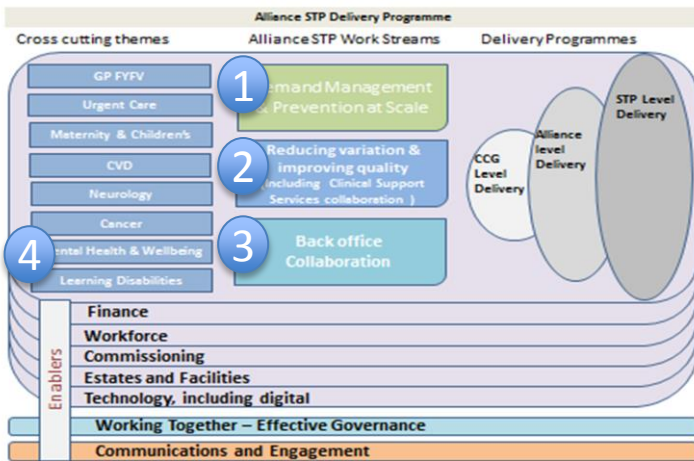 Alliance STP Delivery Programme
Cross cutting themes
Alliance STP Work Streams
Delivery Programmes
GP FYFV
Urgent Care
Maternity & Children's
CVD
Neurology
Cancer
ental Health & Wellbeing
Learning Disabilities
4
1
emand Management
& Prevention at Scale
2
Reducing variation &
improving quality
(including Clinical Support
Services collaboration )
3
Back office
Collaboration
CCG
Level
Delivery
Alliance
level
Delivery
STP Level
Delivery
Enablers
Finance
Workforce
Commissioning
Estates and Facilities
Technology, including digital
Working Together – Effective Governance
Communications and Engagement